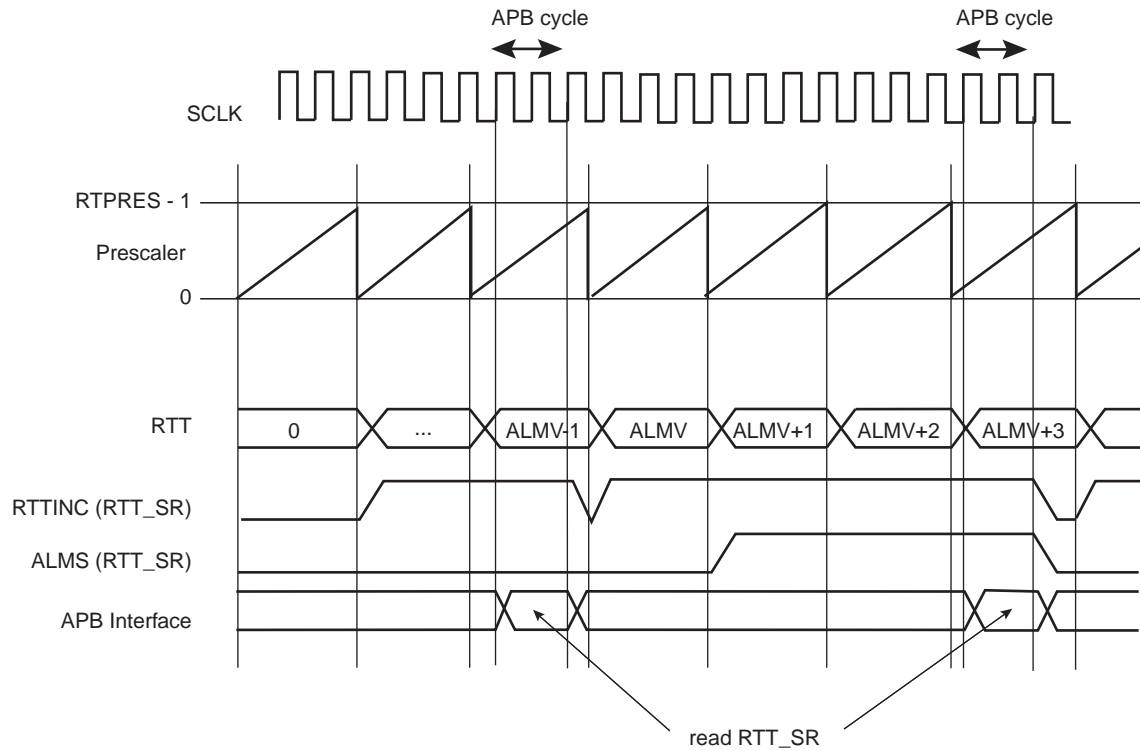 APB cycle
APB cycle
SCLK
RTPRES - 1
Prescaler
0
RTT
0
...
ALMV-1
ALMV
ALMV+1
ALMV+2
ALMV+3
RTTINC (RTT_SR)
ALMS (RTT_SR)
APB Interface
read RTT_SR